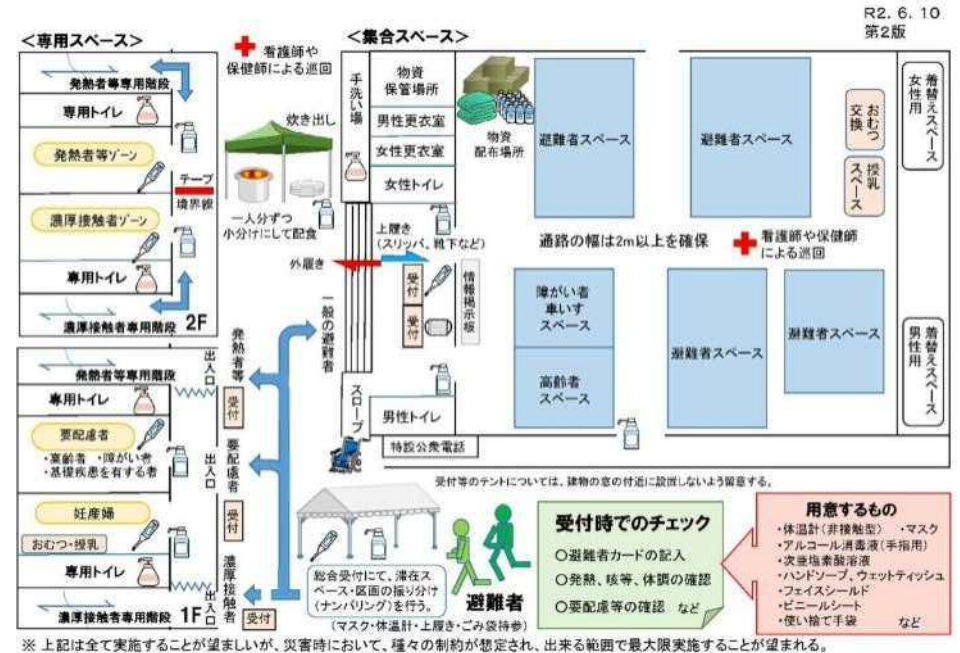 R2. 6. 10
第2版
<専用スペース>
発熱者等専用階段
専用トイレ
発熱者等ゾーン
濃厚接触者ゾーン
専用トイレ
濃厚接触者専用階段
2F
テープ
境界線
発熱者等専用階段
専用トイレ
要配慮者
・高齢者 ・障がい者
・基礎疾患を有する者
妊産婦
おむつ・授乳
専用トイレ
濃厚接触者専用階段
1F
出入口
出入口
出入口
発熱者等
受付
要配慮者
受付
濃厚接触者
受付
一般の避難者
看護師や
保健師による巡回
炊き出し
一人分ずつ
小分けにして配食
<集合スペース>
手洗い場
物資
保管場所
男性更衣室
女性更衣室
女性トイレ
物資
配布場所
上履き
(スリッパ、靴下など)
外履き
受付
受付
情報掲示板
スロープ
男性トイレ
特設公衆電話
避難者スペース
避難者スペース
おむつ
交換
授乳
スペース
着替えスペース
女性用
通路の幅は2m以上を確保
看護師や保健師
による巡回
障がい者
車いす
スペース
高齢者
スペース
避難者スペース
避難者スペース
着替えスペース
男性用
受付等のテントについては、建物の窓の付近に設置しないよう留意する。
総合受付にて、滞在ス
ペース・区画の振り分け
(ナンバリング)を行う。
(マスク・体温計・上履き・ごみ袋持参)
避難者
受付時でのチェック
〇避難者カードの記入
〇発熱、咳等、体調の確認
〇要配慮等の確認 など
用意するもの
・体温計(非接触型) ・マスク
・アルコール消毒液(手指用)
・次亜塩素酸溶液
・ハンドソープ、ウェットティッシュ
・フェイスシールド
・ビニールシート
・使い捨て手袋 など
※ 上記は全て実施することが望ましいが、災害時において、種々の制約が想定され、出来る範囲で最大限実施することが望まれる。